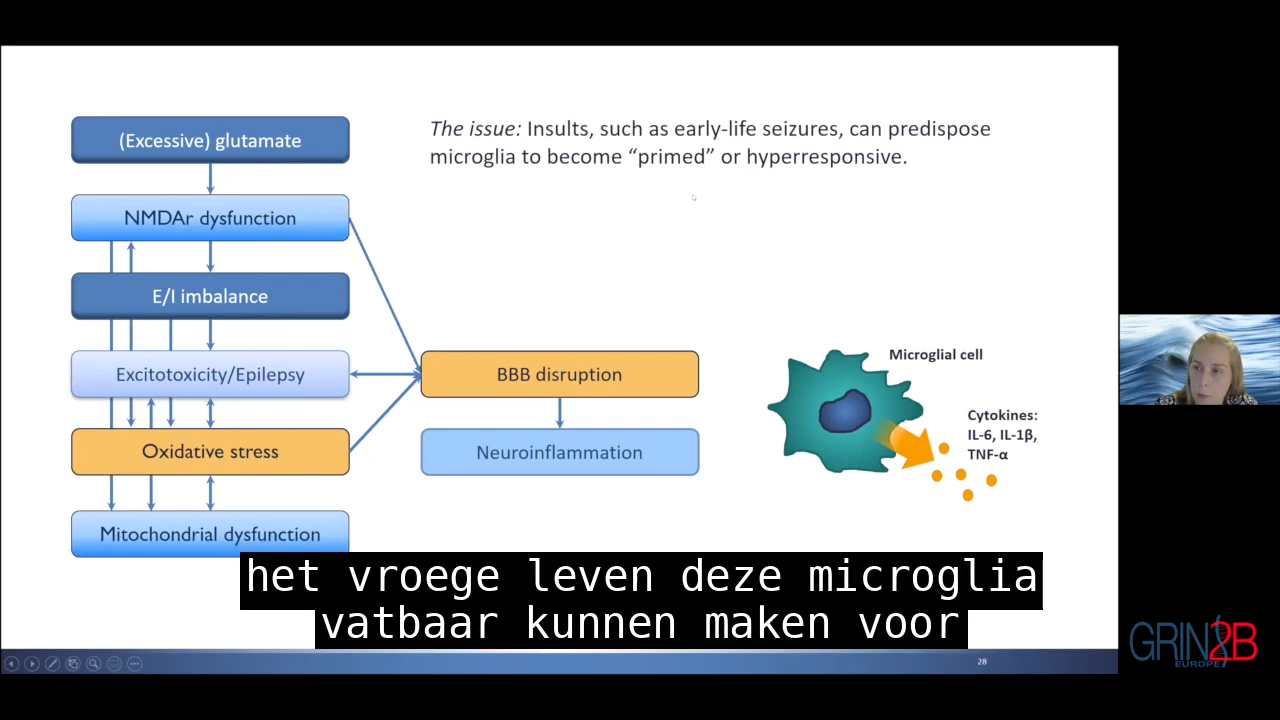 (Excessive) glutamate
NMDAr dysfunction
E/I imbalance
Excitotoxicity/Epilepsy
Oxidative stress
Mitochondrial dysfunction
The issue: Insults, such as early-life seizures, can predispose
microglia to become “primed” or hyperresponsive.
BBB disruption
Neuroinflammation
Microglial cell
Cytokines:
IL-6, IL-1β,
TNF-α
het vroege leven deze microglia
vatbaar kunnen maken voor
28
GRIN2B
EUROPE